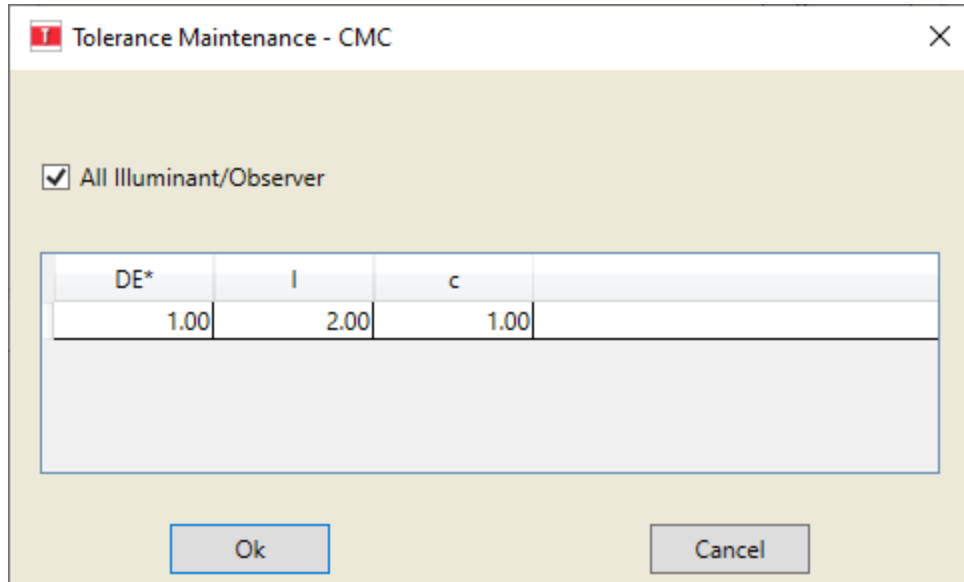 T Tolerance Maintenance - CMC
All Illuminant/Observer
DE* l c
1.00 2.00 1.00
Ok Cancel